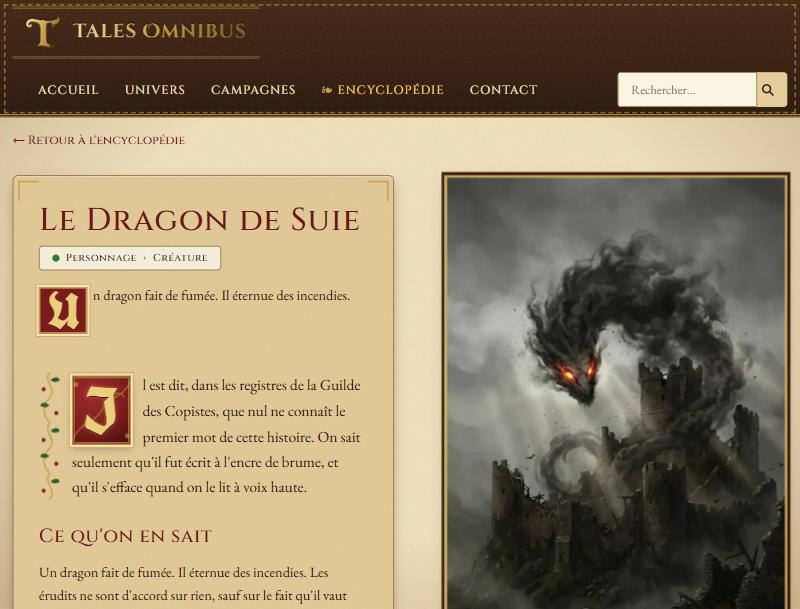 TALES OMNIBUS
ACCUEIL UNIVERS CAMPAGNES ❧ ENCYCLOPÉDIE CONTACT
Rechercher...
← Retour à l'encyclopédie
Le Dragon de Suie
Personnage › Créature
Un dragon fait de fumée. Il éternue des incendies.
Il est dit, dans les registres de la Guilde
des Copistes, que nul ne connaît le
premier mot de cette histoire. On sait
seulement qu'il fut écrit à l'encre de brume, et
qu'il s'efface quand on le lit à voix haute.
Ce qu'on en sait
Un dragon fait de fumée. Il éternue des incendies. Les
érudits ne sont d'accord sur rien, sauf sur le fait qu'il vaut